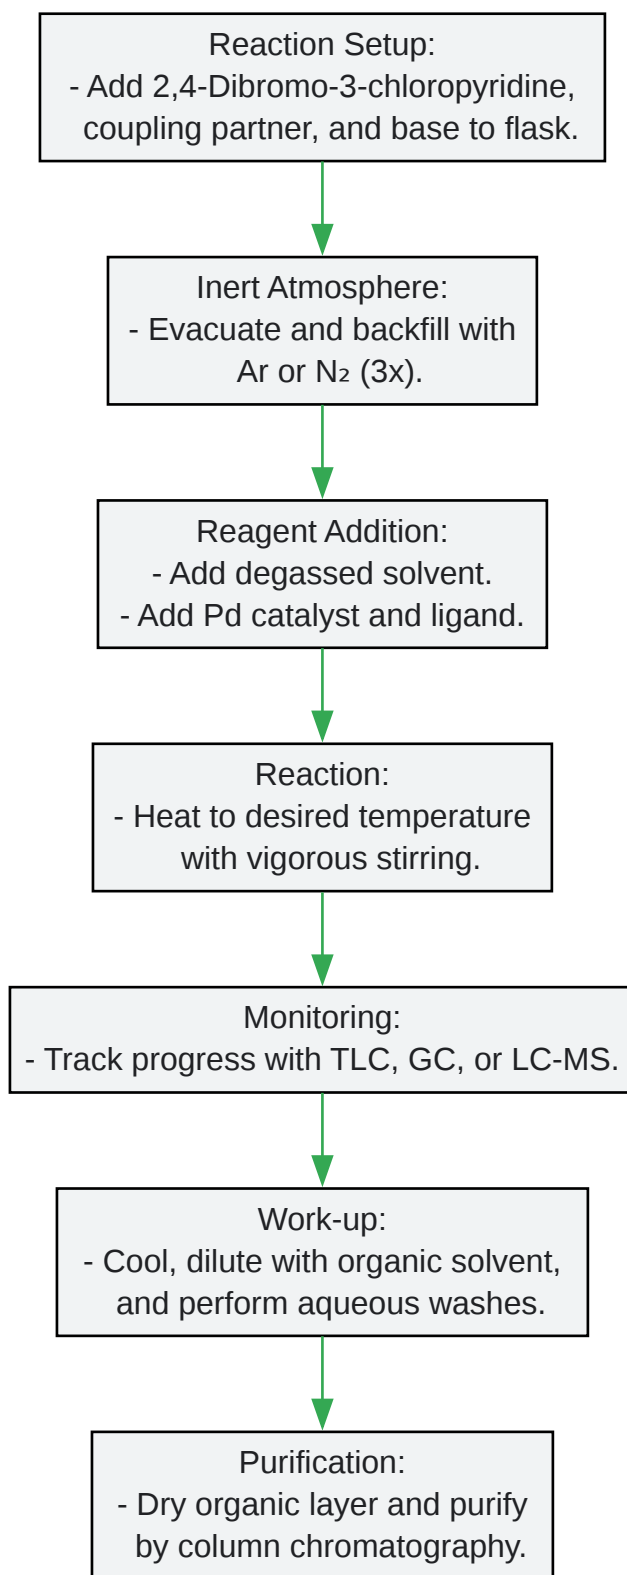 Reaction Setup:
- Add 2,4-Dibromo-3-chloropyridine,
coupling partner, and base to flask.
Inert Atmosphere:
- Evacuate and backfill with
Ar or N₂ (3x).
Reagent Addition:
- Add degassed solvent.
- Add Pd catalyst and ligand.
Reaction:
- Heat to desired temperature
with vigorous stirring.
Monitoring:
- Track progress with TLC, GC, or LC-MS.
Work-up:
- Cool, dilute with organic solvent,
and perform aqueous washes.
Purification:
- Dry organic layer and purify
by column chromatography.